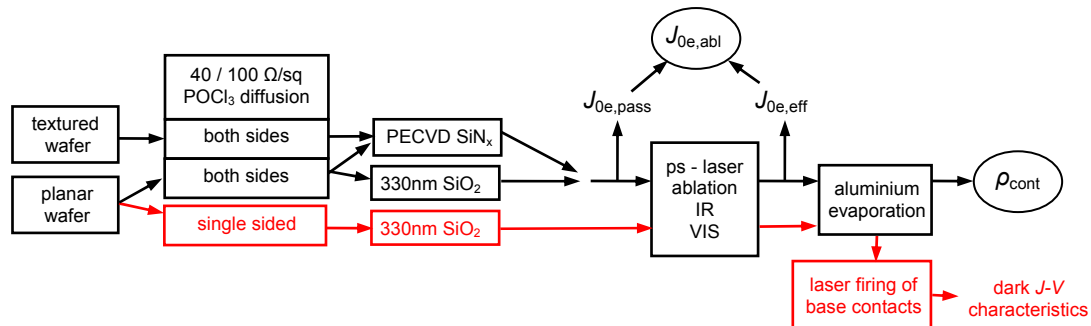 J0e,abl
40 / 100 Ω/sq
POCl3 diffusion
J0e,pass
J0e,eff
textured
wafer
both sides
PECVD SiNx
both sides
ps - laser
ablation
IR
VIS
planar
wafer
330nm SiO2
aluminium
evaporation
ρcont
single sided
330nm SiO2
laser firing of
base contacts
dark J-V
characteristics